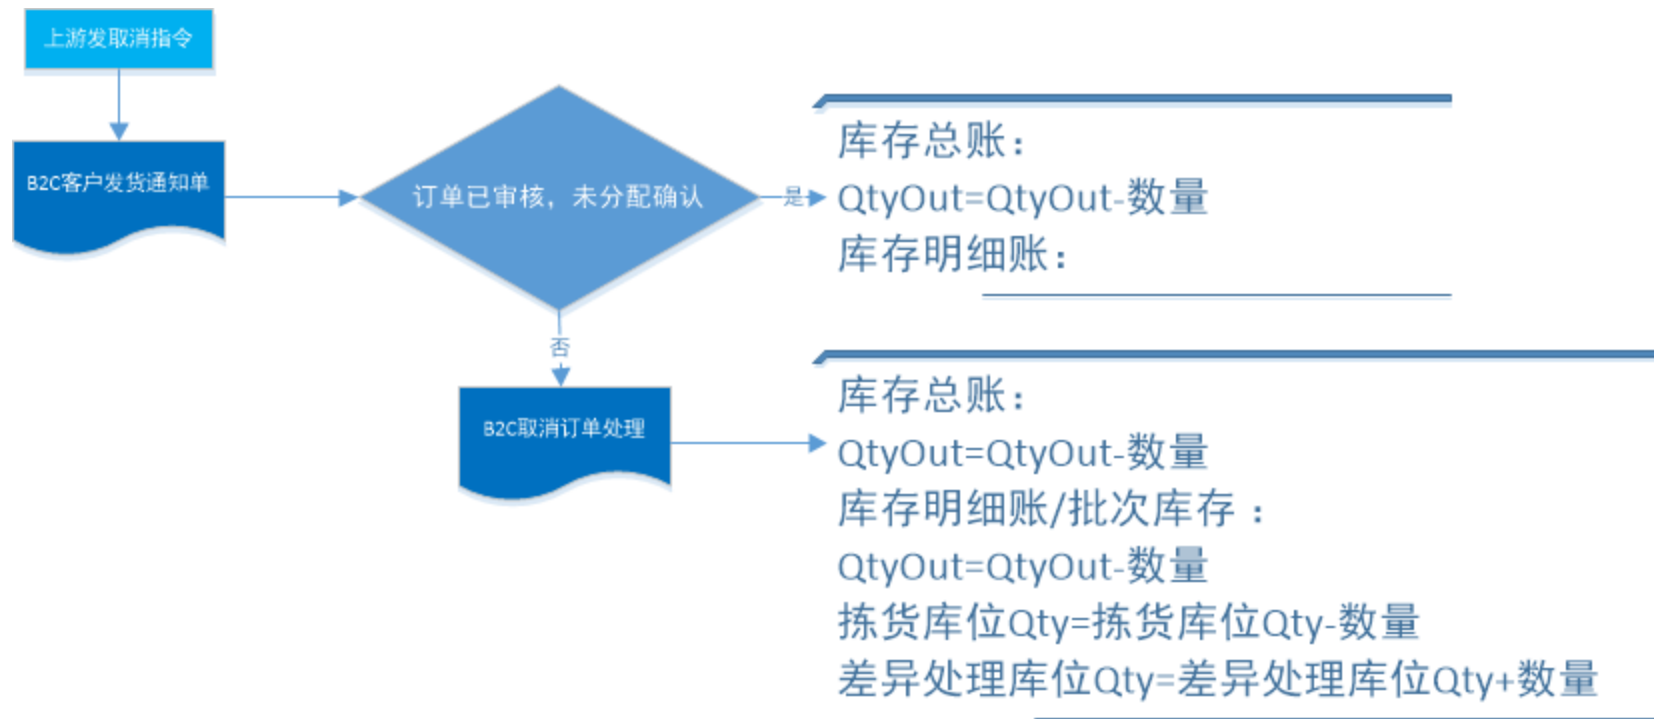 上游发取消指令
B2C客户发货通知单
订单已审核，未分配确认
是
库存总账：
QtyOut=QtyOut-数量
库存明细账：
否
B2C取消订单处理
库存总账：
QtyOut=QtyOut-数量
库存明细账/批次库存 ：
QtyOut=QtyOut-数量
拣货库位Qty=拣货库位Qty-数量
差异处理库位Qty=差异处理库位Qty+数量